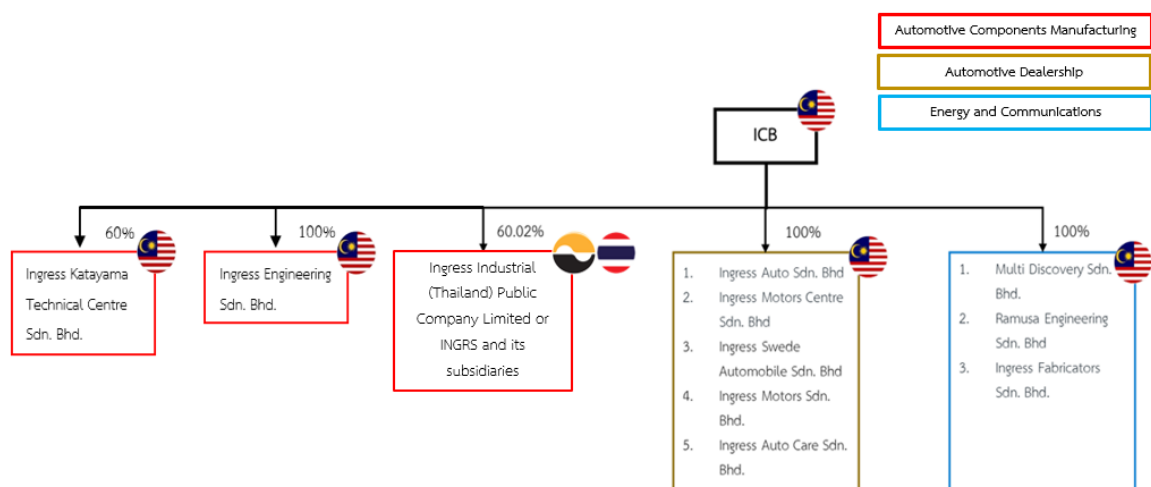 Automotive Components Manufacturing
Automotive Dealership
Energy and Communications
ICB
60%
100%
60.02%
100%
100%
Ingress Katayama
Technical Centre
Sdn. Bhd.
Ingress Engineering
Sdn. Bhd.
Ingress Industrial
(Thailand) Public
Company Limited or
INGRS and its
subsidiaries
1. Ingress Auto Sdn. Bhd
2. Ingress Motors Centre
Sdn. Bhd
3. Ingress Swede
Automobile Sdn. Bhd
4. Ingress Motors Sdn.
Bhd.
5. Ingress Auto Care Sdn.
Bhd.
1. Multi Discovery Sdn.
Bhd.
2. Ramusa Engineering
Sdn. Bhd
3. Ingress Fabricators
Sdn. Bhd.